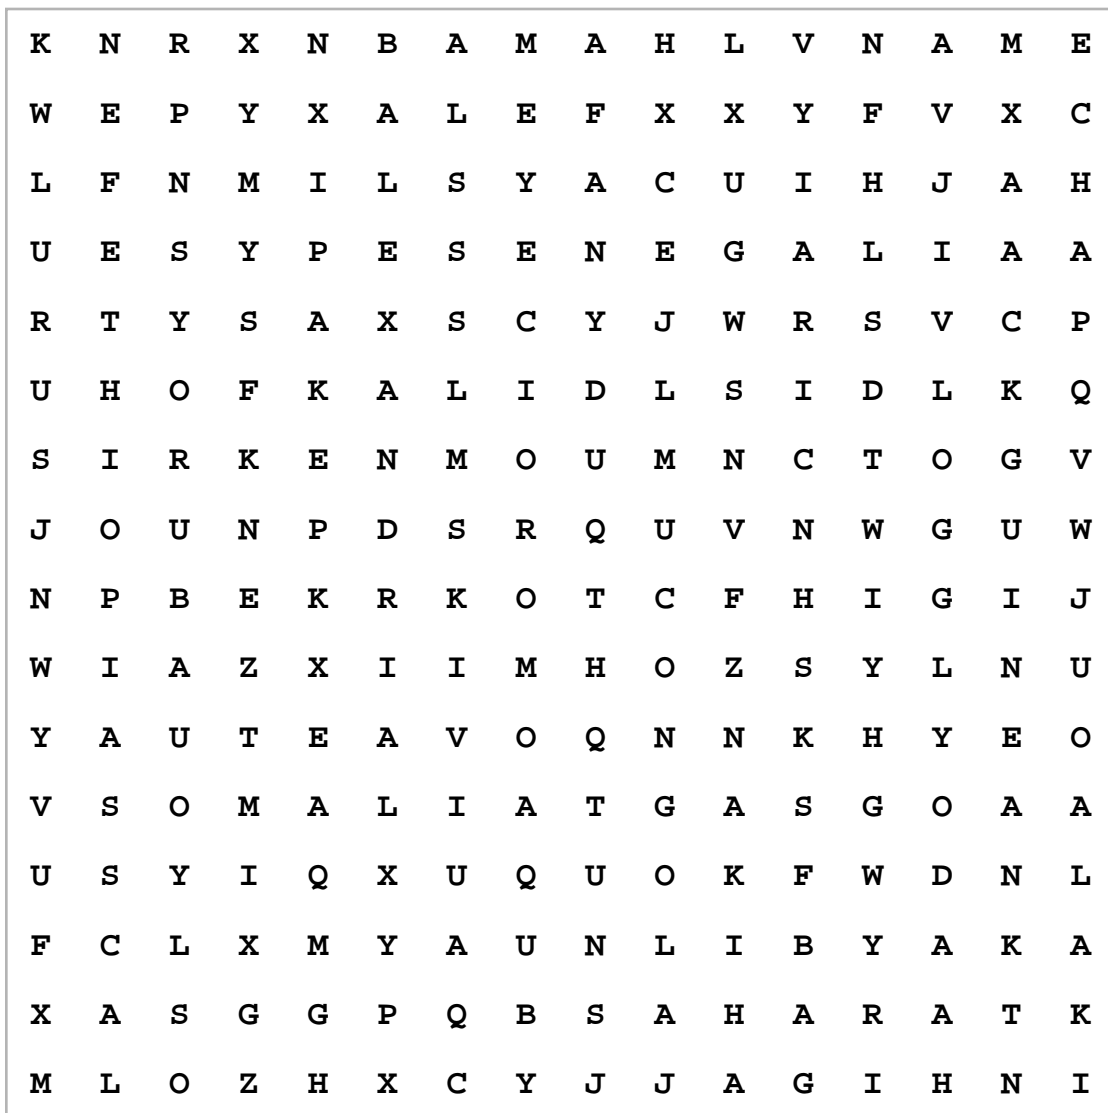 K N R X N B A M A H L V N A M E
W E P Y X A L E F X X Y F V X C
L F N M I L S Y A C U I H J A H
U E S Y P E S E N E G A L I A A
R T Y S A X S C Y J W R S V C P
U H O F K A L I D L S I D L K Q
S I R K E N M O U M N C T O G V
J O U N P D S R Q U V N W G U W
N P B E K R K O T C F H I G I J
W I A Z X I I M H O Z S Y L N U
Y A U T E A V O Q N N K H Y E O
V S O M A L I A T G A S G O A A
U S Y I Q X U Q U O K F W D N L
F C L X M Y A U N L I B Y A K A
X A S G G P Q B S A H A R A T K
M L O Z H X C Y J J A G I H N I